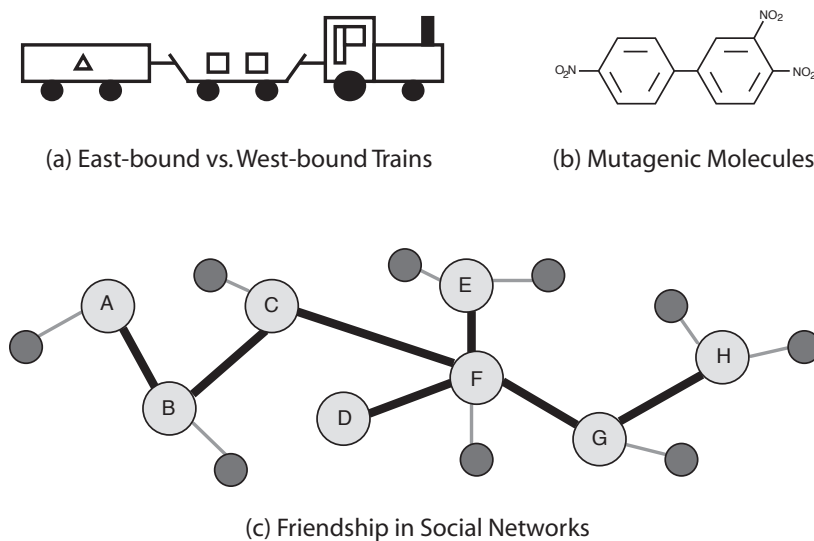 NO2
O2N
NO2
(a) East-bound vs. West-bound Trains
(b) Mutagenic Molecules
E
A
C
H
F
B
D
G
(c) Friendship in Social Networks